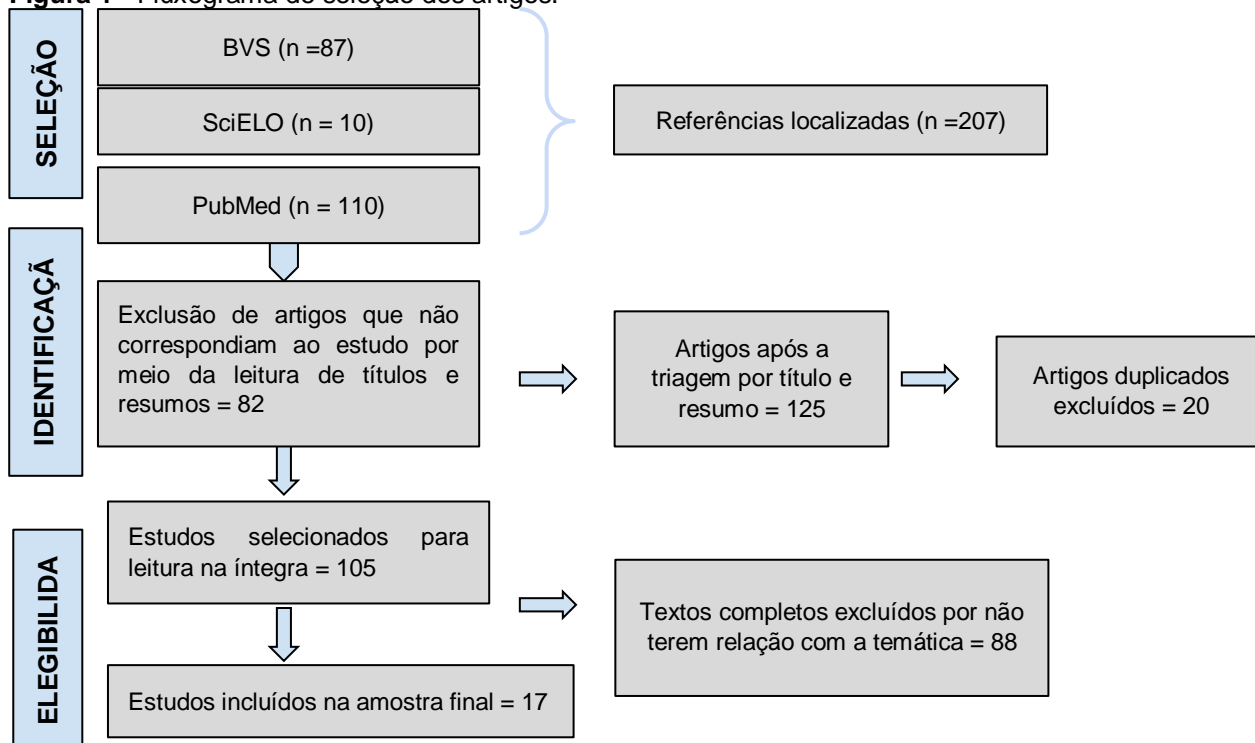 Figura 1 - Fluxograma de seleção dos artigos.
SELEÇÃO
BVS (n =87)
SciELO (n = 10)
PubMed (n = 110)
Referências localizadas (n =207)
IDENTIFICAÇÃ
Exclusão de artigos que não
correspondiam ao estudo por
meio da leitura de títulos e
resumos = 82
Artigos após a
triagem por título e
resumo = 125
Artigos duplicados
excluídos = 20
ELEGIBILIDA
Estudos selecionados para
leitura na íntegra = 105
Textos completos excluídos por não
terem relação com a temática = 88
Estudos incluídos na amostra final = 17